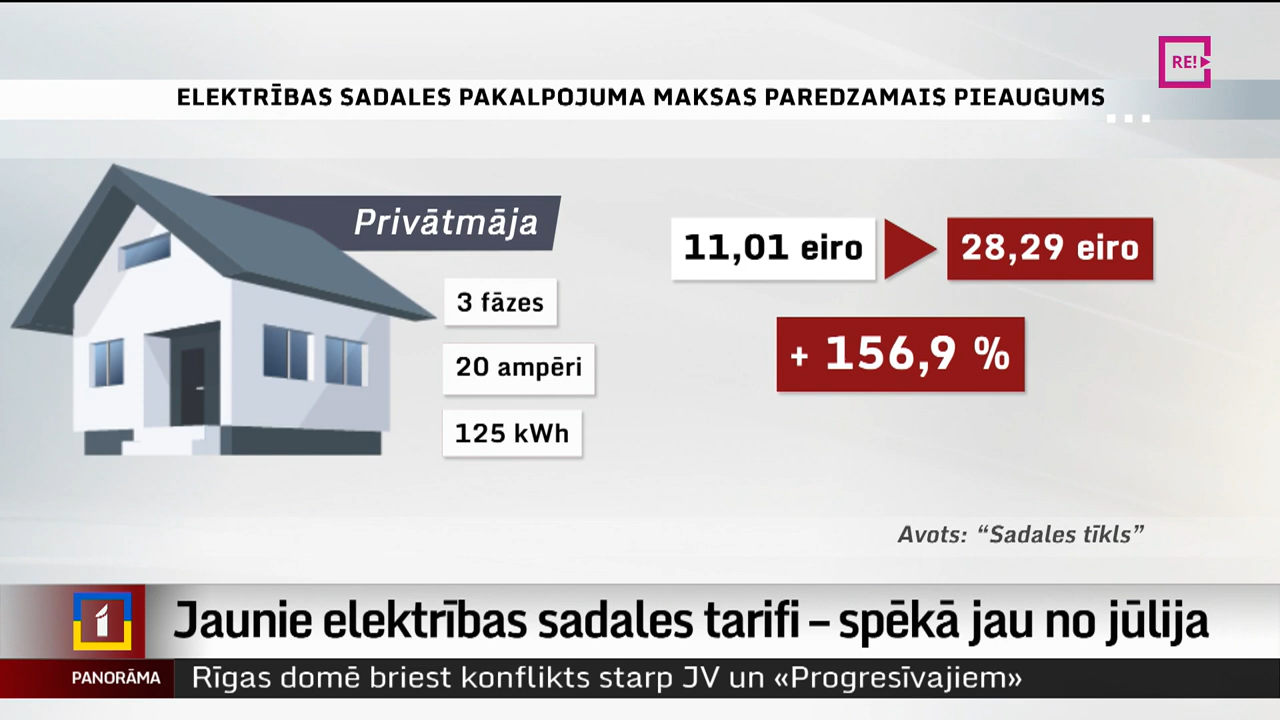 RE!
ELEKTRĪBAS SADALES PAKALPOJUMA MAKSAS PAREDZAMAIS PIEAUGUMS
Privātmāja
3 fāzes
20 ampēri
125 kWh
11,01 eiro
28,29 eiro
+ 156,9 %
Avots: “Sadales tīkls”
1
Jaunie elektrības sadales tarifi – spēkā jau no jūlija
PANORĀMA
Rīgas domē briest konflikts starp JV un «Progresīvajiem»